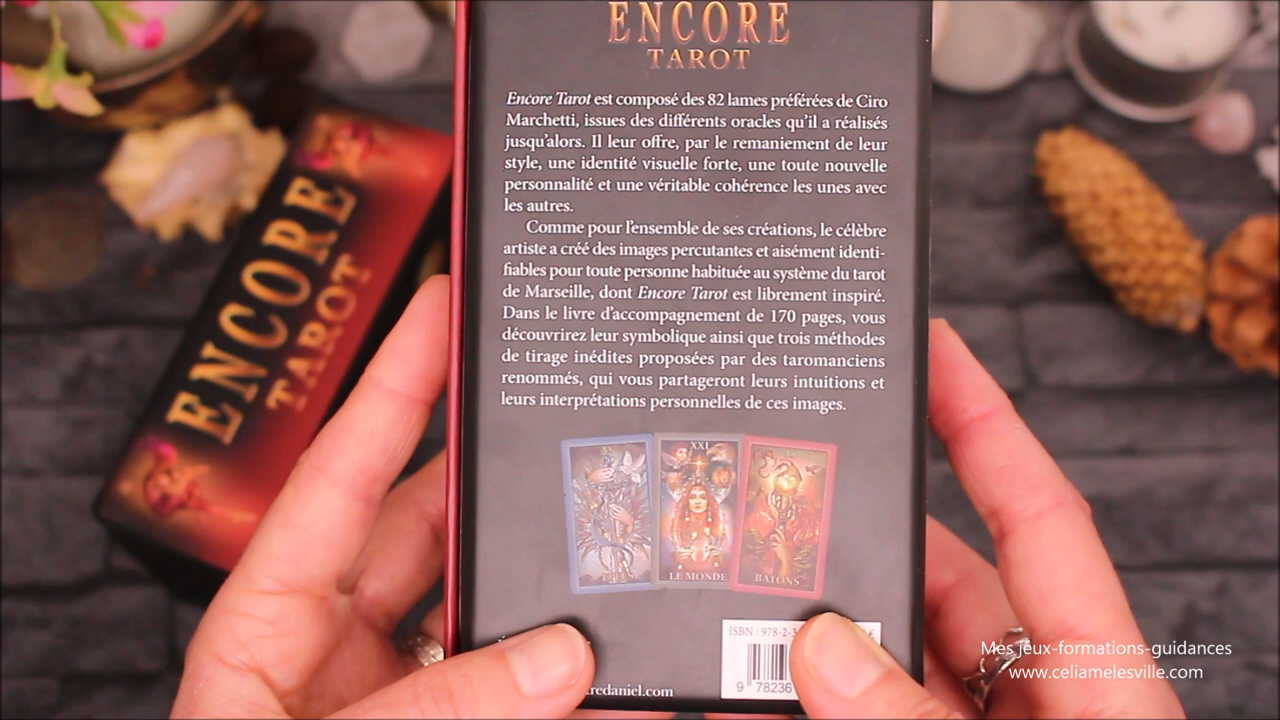 ENCORE
TAROT
Encore Tarot est composé des 82 lames préférées de Ciro
Marchetti, issues des différents oracles qu'il a réalisés
jusqu'alors. Il leur offre, par le remaniement de leur
style, une identité visuelle forte, une toute nouvelle
personnalité et une véritable cohérence les unes avec
les autres.
Comme pour l'ensemble de ses créations, le célèbre
artiste a créé des images percutantes et aisément identi-
fiables pour toute personne habituée au système du tarot
de Marseille, dont Encore Tarot est librement inspiré.
Dans le livre d'accompagnement de 170 pages, vous
découvrirez leur symbolique ainsi que trois méthodes
de tirage inédites proposées par des taromanciens
renommés, qui vous partageront leurs intuitions et
leurs interprétations personnelles de ces images.
XXI
LE MONDE
BATONS
ISBN : 978-2-3
9 78236
redaniel.com
ENCORE
TAROT
Mes jeux-formations-guidances
www.celiamelesville.com